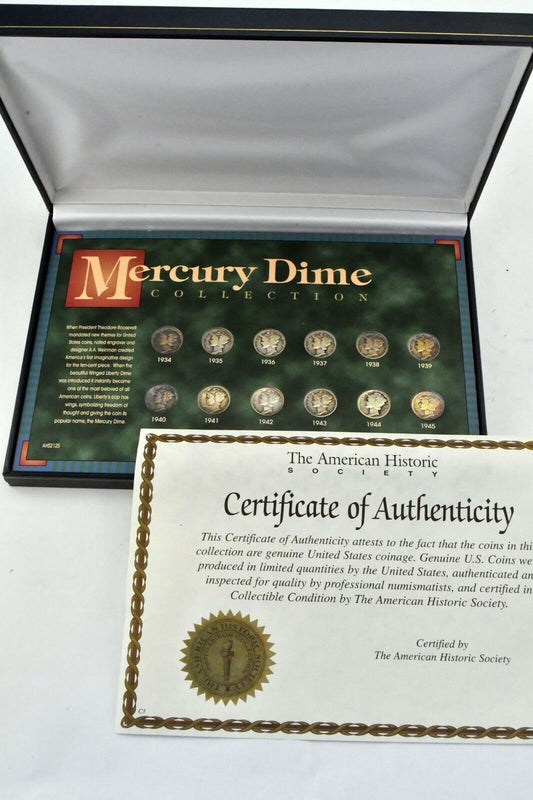 Mercury Dime
COLLECTION
When President Theodore Roosevelt
mandated new themes for United
States coins, noted engraver and
designer A.A. Weinman created
America's first imaginative design
for the ten-cent piece. When the
beautiful Winged Liberty Dime
was introduced it instantly became
one of the most beloved of all
American coins. Liberty's cap has
wings, symbolizing freedom of
thought and giving the coin its
popular name, the Mercury Dime.
AHS2125
1934 1935 1936 1937 1938 1939
1940 1941 1942 1943 1944 1945
The American Historic
SOCIETY
Certificate of Authenticity
This Certificate of Authenticity attests to the fact that the coins in this
collection are genuine United States coinage. Genuine U.S. Coins we
produced in limited quantities by the United States, authenticated an
inspected for quality by professional numismatists, and certified in
Collectible Condition by The American Historic Society.
Certified by
The American Historic Society
THE AMERICAN HISTORIC SOCIETY
C3